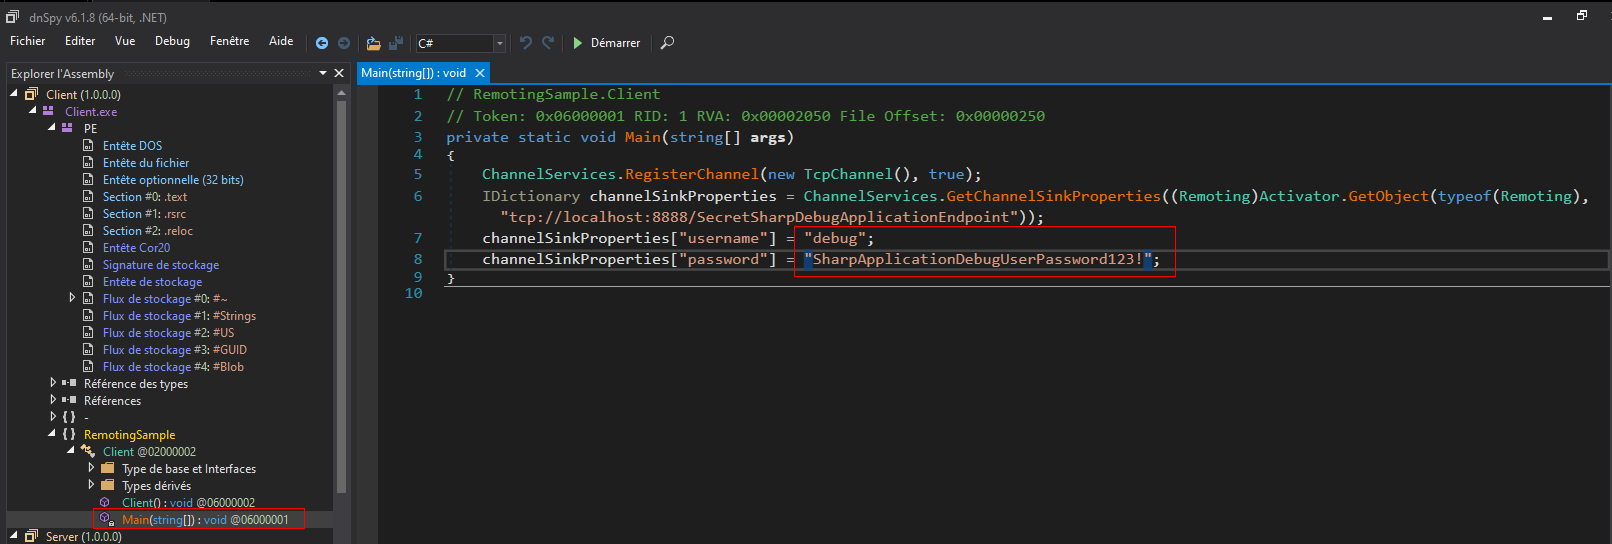 dnSpy v6.1.8 (64-bit, .NET)
Fichier Editer Vue Debug Fenêtre Aide C# Démarrer
Explorer l'Assembly
Client (1.0.0.0)
Client.exe
PE
Entête DOS
Entête du fichier
Entête optionnelle (32 bits)
Section #0: .text
Section #1: .rsrc
Section #2: .reloc
Entête Cor20
Signature de stockage
Entête de stockage
Flux de stockage #0: #~
Flux de stockage #1: #Strings
Flux de stockage #2: #US
Flux de stockage #3: #GUID
Flux de stockage #4: #Blob
Référence des types
Références
{ } -
{ } RemotingSample
Client @02000002
Type de base et Interfaces
Types dérivés
Client() : void @06000002
Main(string[]) : void @06000001
Server (1.0.0.0)
Main(string[]) : void
1 // RemotingSample.Client
2 // Token: 0x06000001 RID: 1 RVA: 0x00002050 File Offset: 0x00000250
3 private static void Main(string[] args)
4 {
5 ChannelServices.RegisterChannel(new TcpChannel(), true);
6 IDictionary channelSinkProperties = ChannelServices.GetChannelSinkProperties((Remoting)Activator.GetObject(typeof(Remoting),
"tcp://localhost:8888/SecretSharpDebugApplicationEndpoint"));
7 channelSinkProperties["username"] = "debug";
8 channelSinkProperties["password"] = "SharpApplicationDebugUserPassword123!";
9 }
10